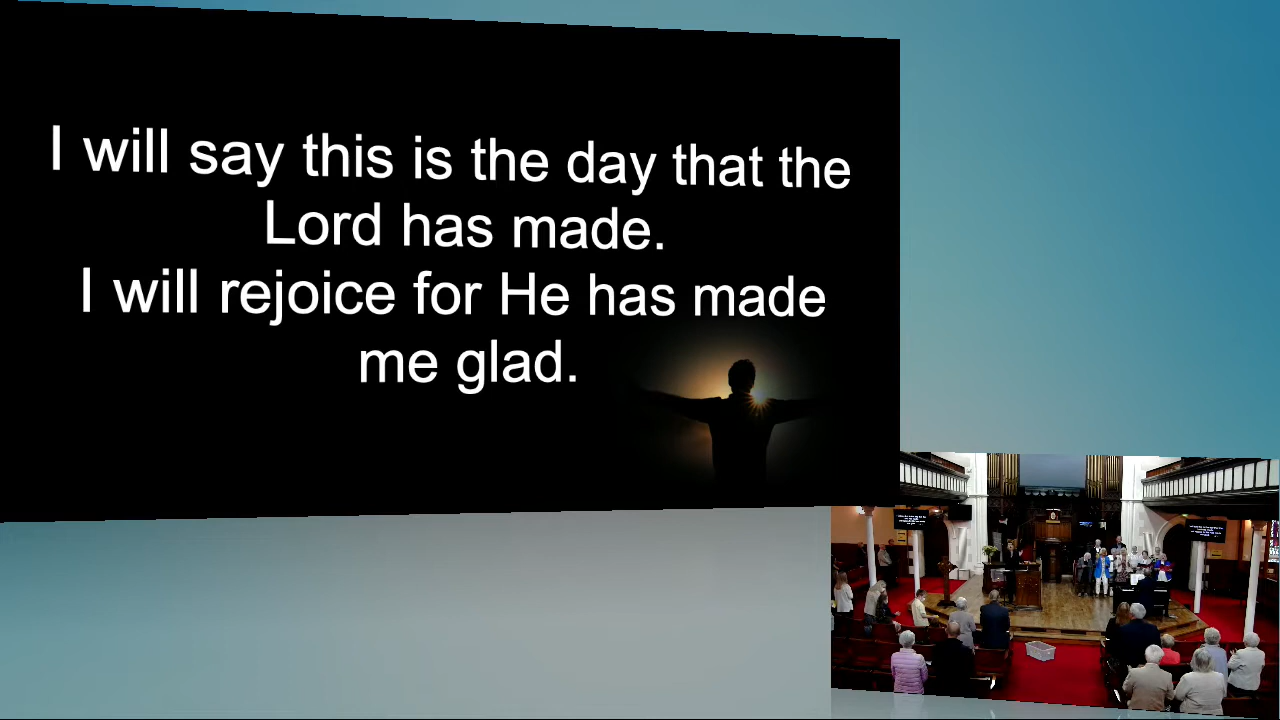 I will say this is the day that the
Lord has made.
I will rejoice for He has made
me glad.